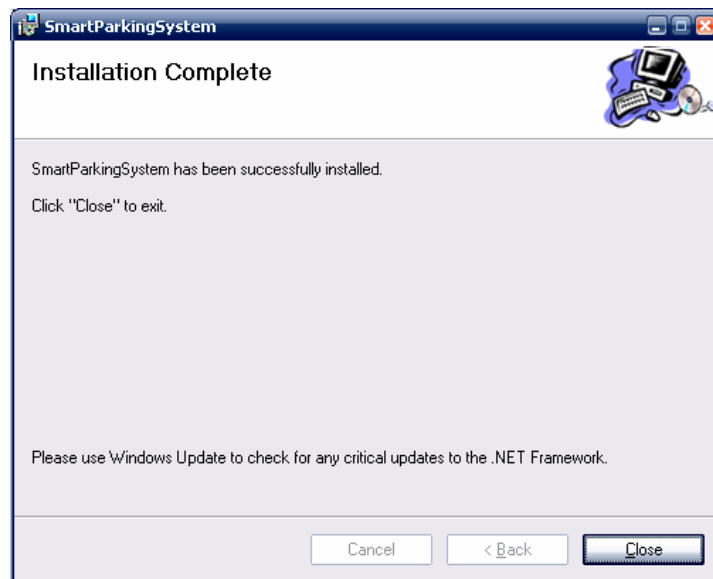 SmartParkingSystem
Installation Complete
SmartParkingSystem has been successfully installed.
Click "Close" to exit.
Please use Windows Update to check for any critical updates to the .NET Framework.
Cancel
< Back
Close